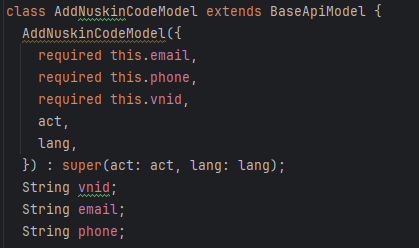 class AddNuskinCodeModel extends BaseApiModel {
  AddNuskinCodeModel({
    required this.email,
    required this.phone,
    required this.vnid,
    act,
    lang,
  }) : super(act: act, lang: lang);
  String vnid;
  String email;
  String phone;